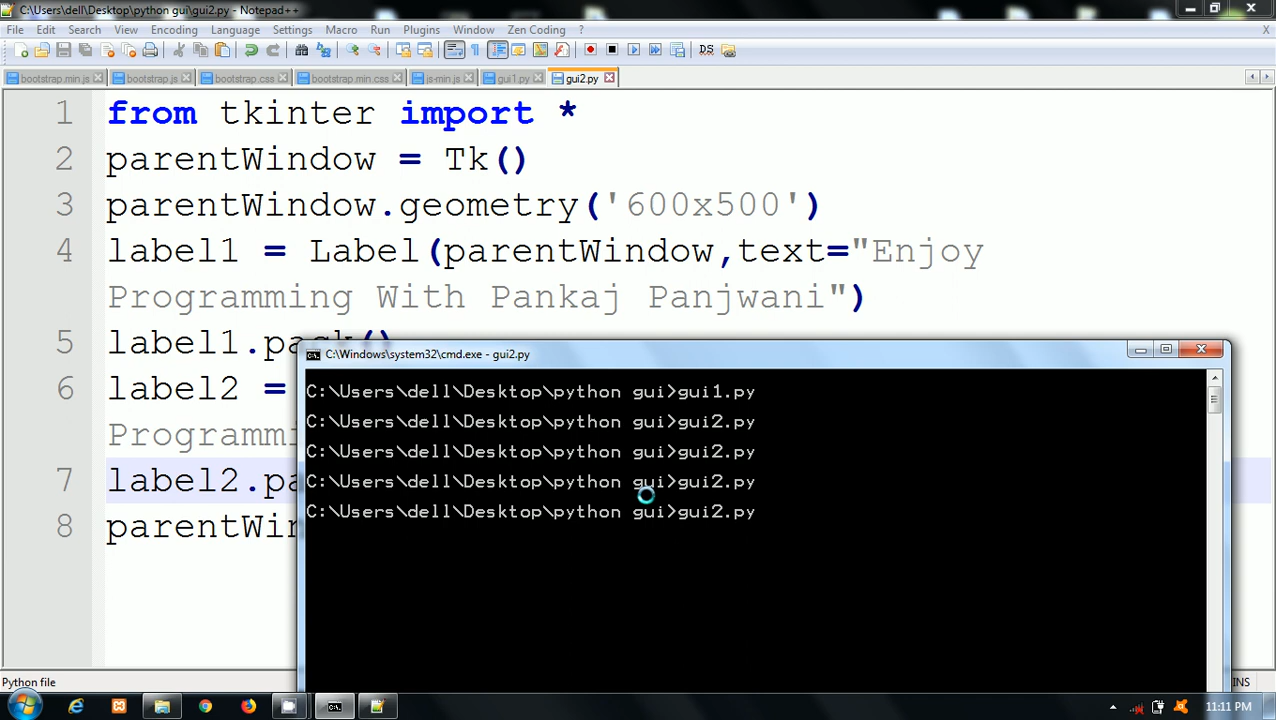 C:\Users\dell\Desktop\python gui\gui2.py - Notepad++
File Edit Search View Encoding Language Settings Macro Run Plugins Window Zen Coding ? X
bootstrap.min.js bootstrap.js bootstrap.css bootstrap.min.css js-min.js gui1.py gui2.py
1 from tkinter import *
2 parentWindow = Tk()
3 parentWindow.geometry('600x500')
4 label1 = Label(parentWindow,text="Enjoy
Programming With Pankaj Panjwani")
5 label1.pack()
6 label2 =
Programmi
7 label2.pa
8 parentWin
C:\Windows\system32\cmd.exe - gui2.py
C:\Users\dell\Desktop\python gui>gui1.py
C:\Users\dell\Desktop\python gui>gui2.py
C:\Users\dell\Desktop\python gui>gui2.py
C:\Users\dell\Desktop\python gui>gui2.py
C:\Users\dell\Desktop\python gui>gui2.py
Python file INS
11:11 PM